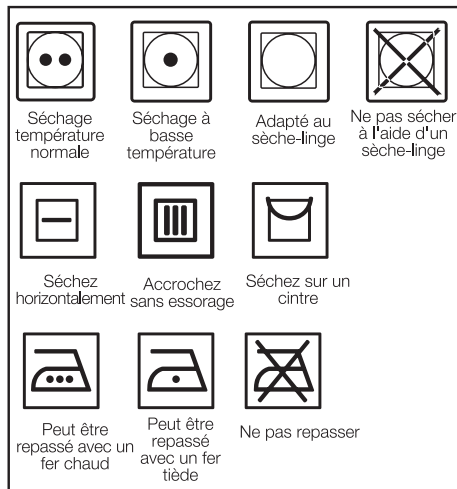 Séchage
température
normale
Séchage à
basse
température
Adapté au
sèche-linge
Ne pas sécher
à l'aide d'un
sèche-linge
Séchez
horizontalement
Accrochez
sans essorage
Séchez sur un
cintre
Peut être
repassé avec un
fer chaud
Peut être
repassé
avec un fer
tiède
Ne pas repasser